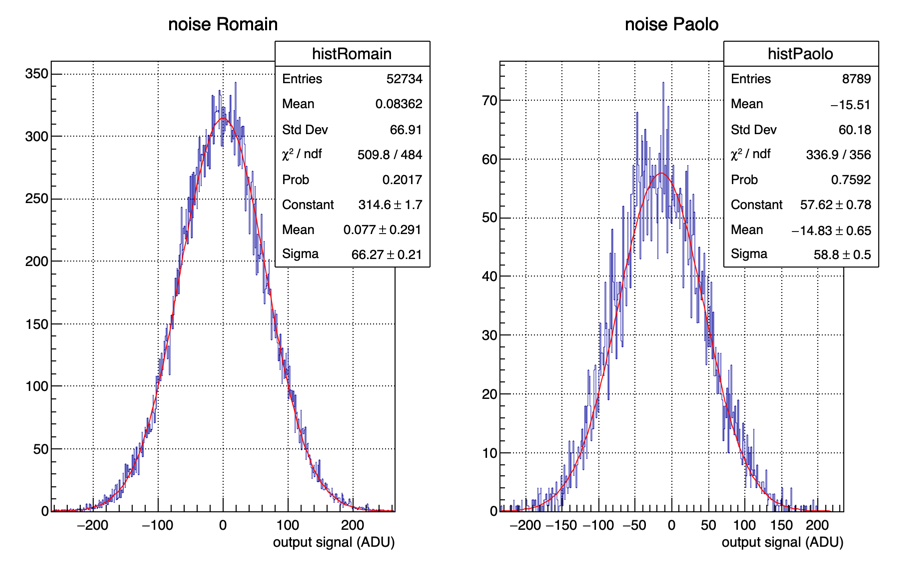 noise Romain
histRomain
Entries 52734
Mean 0.08362
Std Dev 66.91
χ² / ndf 509.8 / 484
Prob 0.2017
Constant 314.6 ± 1.7
Mean 0.077 ± 0.291
Sigma 66.27 ± 0.21
350
300
250
200
150
100
50
0
−200 −100 0 100 200
output signal (ADU)
noise Paolo
histPaolo
Entries 8789
Mean −15.51
Std Dev 60.18
χ² / ndf 336.9 / 356
Prob 0.7592
Constant 57.62 ± 0.78
Mean −14.83 ± 0.65
Sigma 58.8 ± 0.5
70
60
50
40
30
20
10
0
−200 −150 −100 −50 0 50 100 150 200
output signal (ADU)